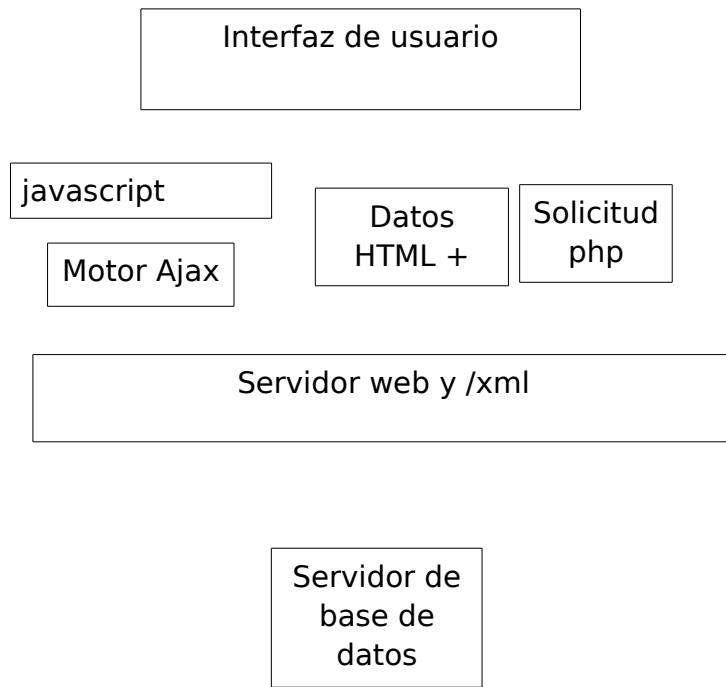 Interfaz de usuario
javascript
Motor Ajax
Datos
HTML +
Solicitud
php
Servidor web y /xml
Servidor de
base de
datos